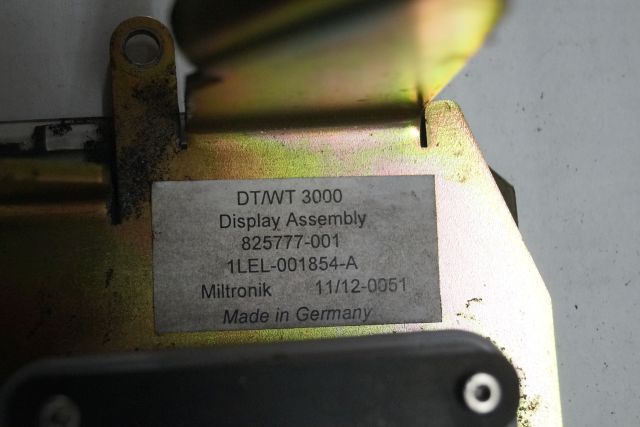 DT/WT 3000
Display Assembly
825777-001
1LEL-001854-A
Miltronik 11/12-0051
Made in Germany